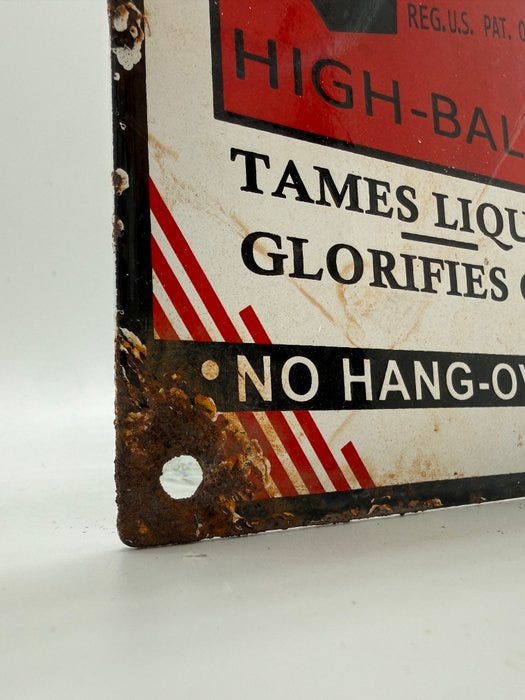 REG.U.S. PAT. O
HIGH-BAL
TAMES LIQU
GLORIFIES
• NO HANG-OV